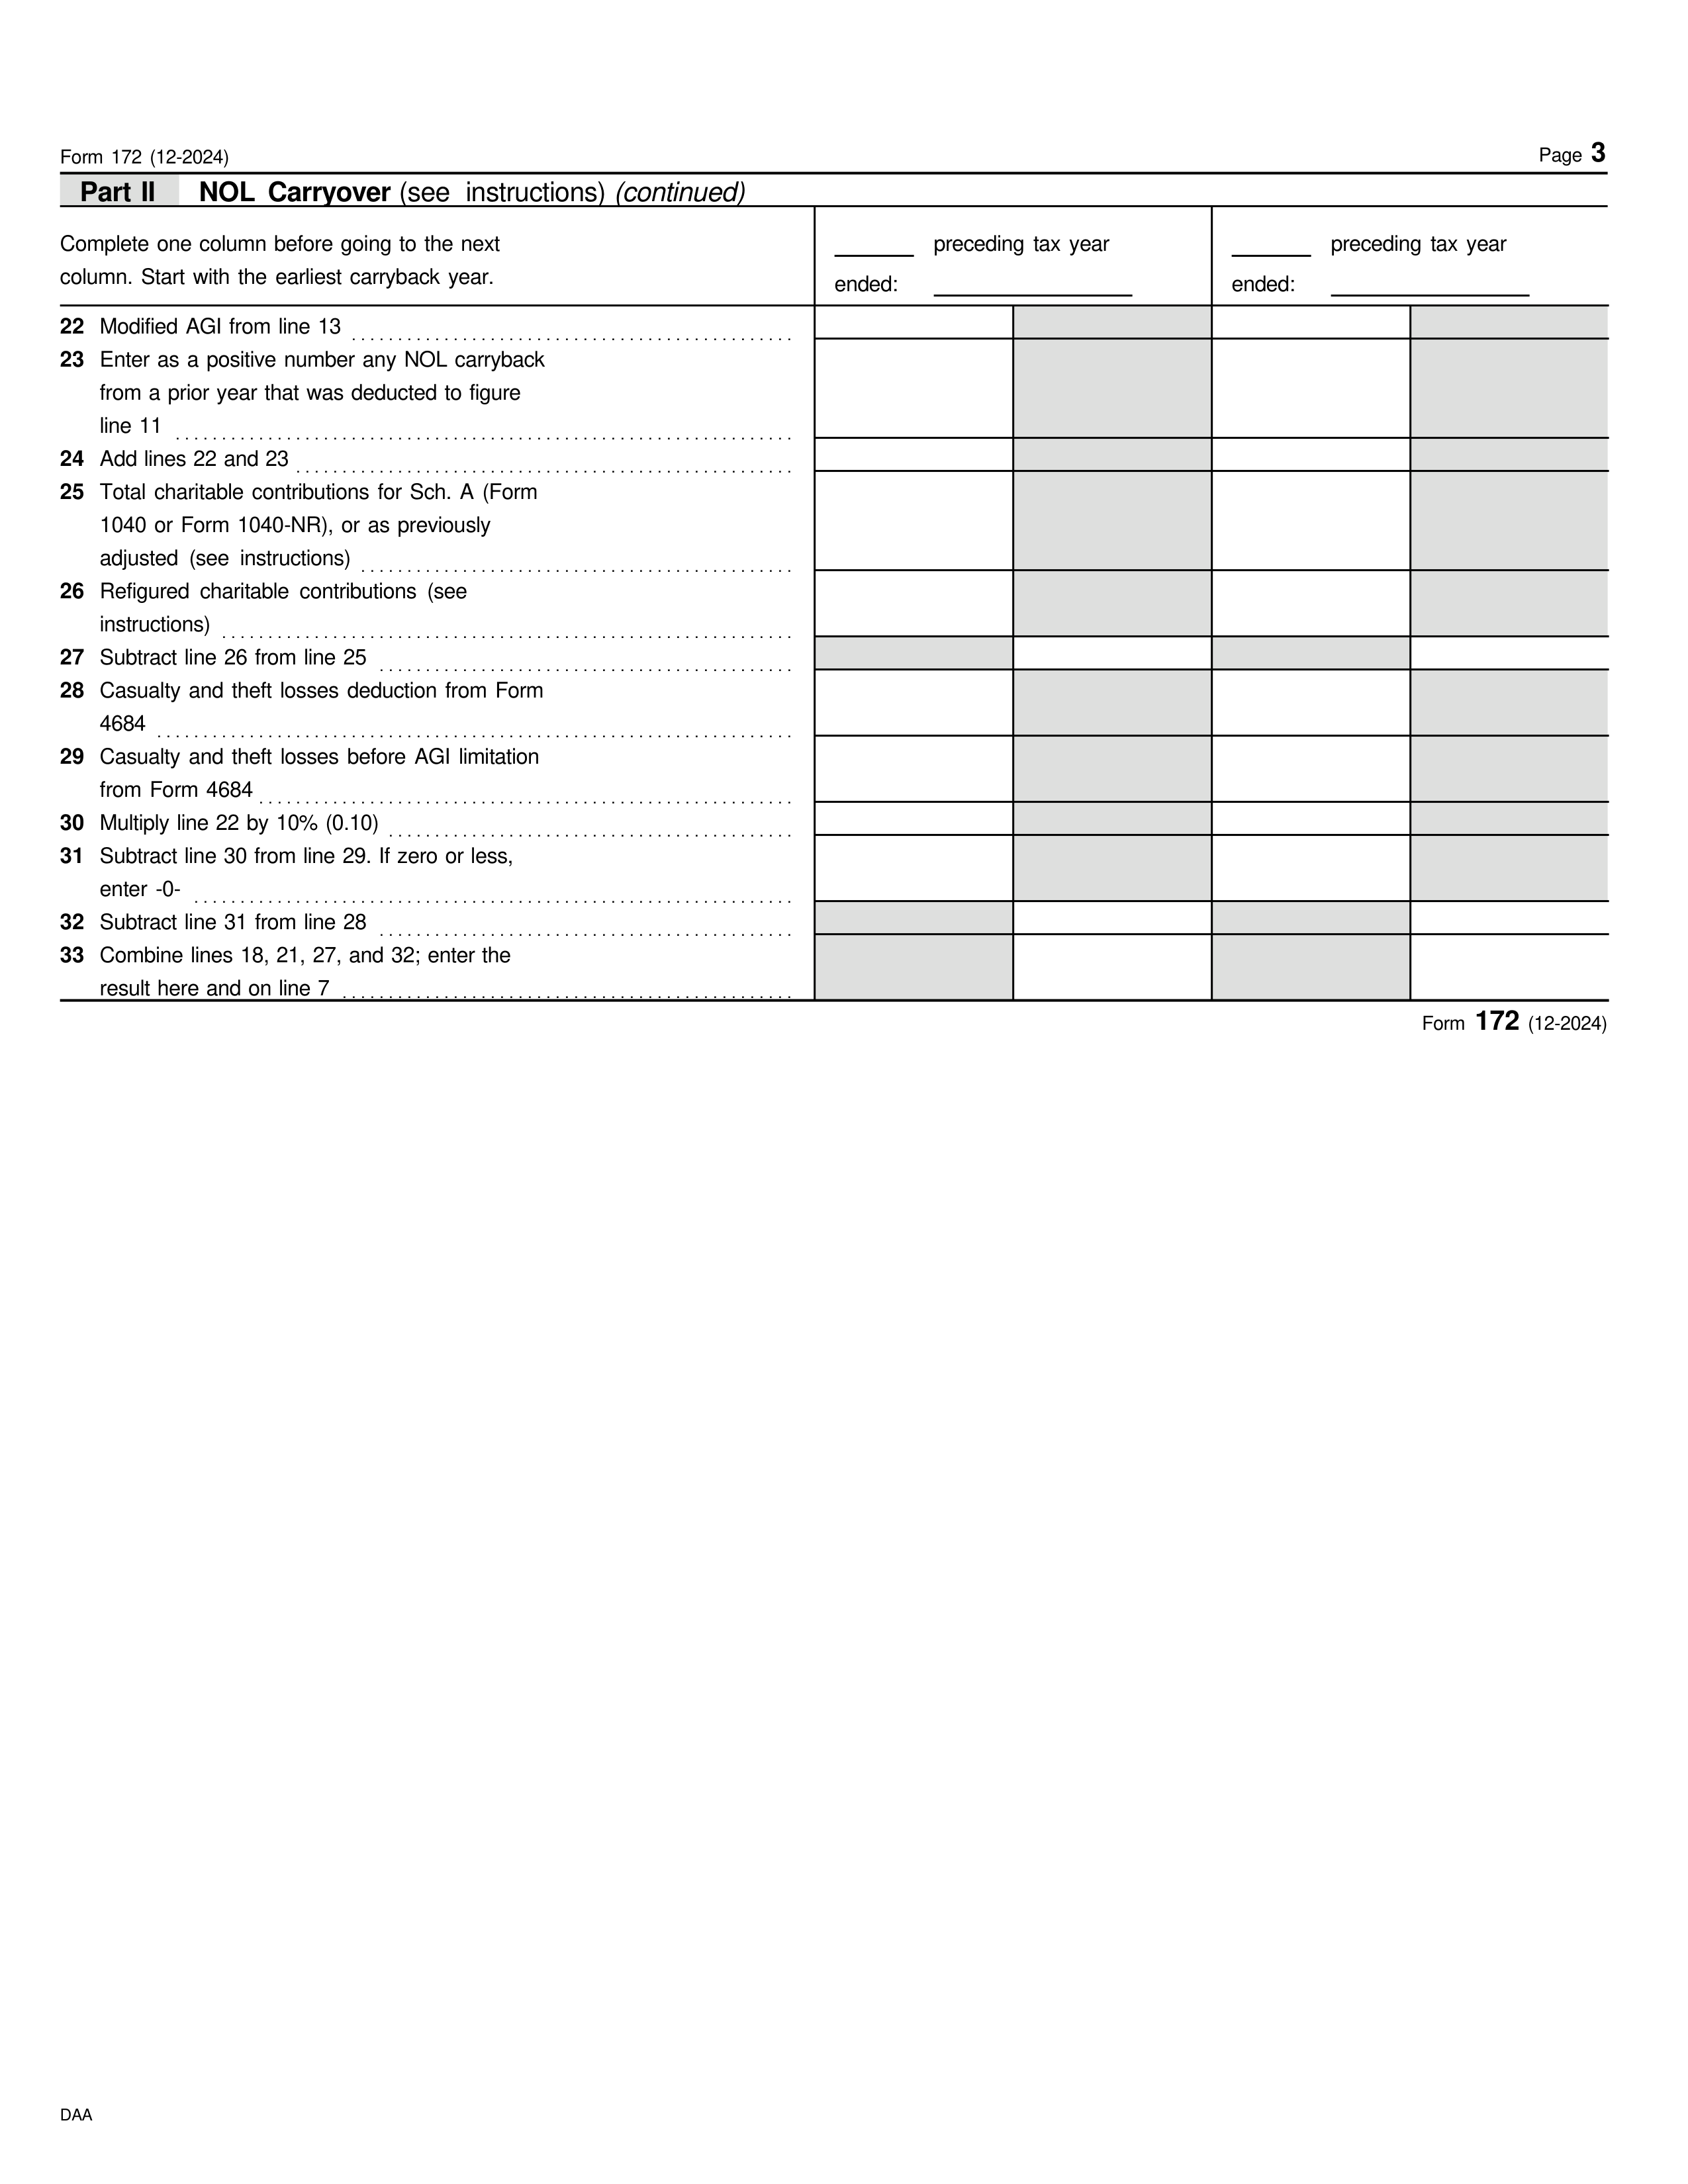 Form 172 (12-2024) Page 3
Part II NOL Carryover (see instructions) (continued)
Complete one column before going to the next
column. Start with the earliest carryback year.
preceding tax year
ended:
preceding tax year
ended:
22 Modified AGI from line 13
23 Enter as a positive number any NOL carryback
from a prior year that was deducted to figure
line 11
24 Add lines 22 and 23
25 Total charitable contributions for Sch. A (Form
1040 or Form 1040-NR), or as previously
adjusted (see instructions)
26 Refigured charitable contributions (see
instructions)
27 Subtract line 26 from line 25
28 Casualty and theft losses deduction from Form
4684
29 Casualty and theft losses before AGI limitation
from Form 4684
30 Multiply line 22 by 10% (0.10)
31 Subtract line 30 from line 29. If zero or less,
enter -0-
32 Subtract line 31 from line 28
33 Combine lines 18, 21, 27, and 32; enter the
result here and on line 7
Form 172 (12-2024)
DAA